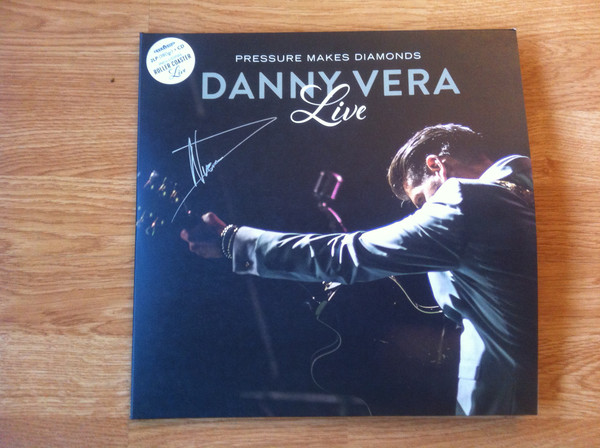 PRESSURE MAKES DIAMONDS
DANNY VERA
Live
ROLLER COASTER
Live